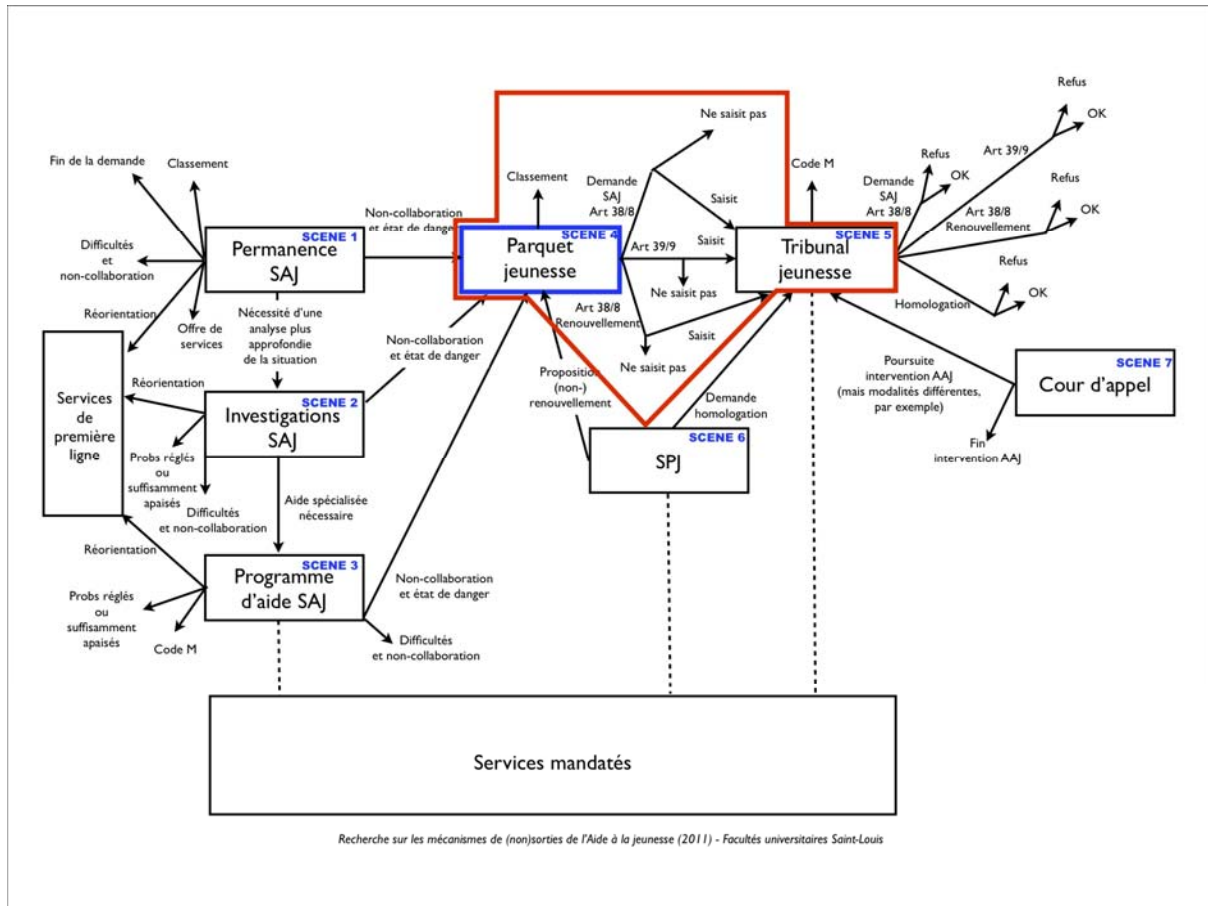 Refus
OK
Ne saisit pas
Art 39/9
Fin de la demande
Classement
Code M
Refus
Refus
Classement
Demande
SAJ
Art 38/8
OK
Demande
SAJ
Art 38/8
OK
Saisit
Non-collaboration
et état de danger
Art 38/8
Renouvellement
SCENE 1
Permanence
SAJ
SCENE 4
Parquet
jeunesse
Art 39/9
Saisit
SCENE 5
Tribunal
jeunesse
Difficultés
et
non-collaboration
Refus
Ne saisit pas
Homologation
OK
Réorientation
Offre de
services
Nécessité d'une
analyse plus
approfondie
de la situation
Art 38/8
Renouvellement
Saisit
Non-collaboration
et état de danger
Ne saisit pas
Poursuite
intervention AAJ
(mais modalités différentes,
par exemple)
SCENE 7
Cour d'appel
Proposition
(non-)
renouvellement
Demande
homologation
Réorientation
Services
de
première
ligne
SCENE 2
Investigations
SAJ
SCENE 6
SPJ
Fin
intervention AAJ
Probs réglés
ou
suffisamment
apaisés
Difficultés
et non-collaboration
Aide spécialisée
nécessaire
Réorientation
SCENE 3
Programme
d'aide SAJ
Non-collaboration
et état de danger
Probs réglés
ou
suffisamment
apaisés
Code M
Difficultés
et non-collaboration
Services mandatés
Recherche sur les mécanismes de (non)sorties de l'Aide à la jeunesse (2011) - Facultés universitaires Saint-Louis